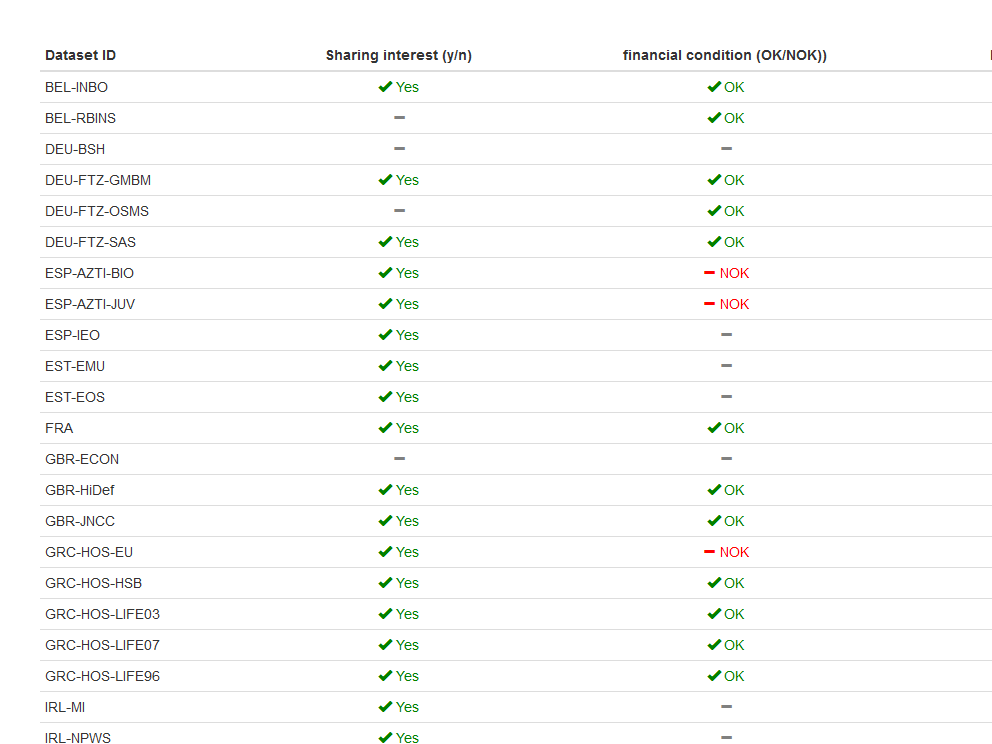 Dataset ID Sharing interest (y/n) financial condition (OK/NOK))
BEL-INBO Yes OK
BEL-RBINS OK
DEU-BSH
DEU-FTZ-GMBM Yes OK
DEU-FTZ-OSMS OK
DEU-FTZ-SAS Yes OK
ESP-AZTI-BIO Yes NOK
ESP-AZTI-JUV Yes NOK
ESP-IEO Yes
EST-EMU Yes
EST-EOS Yes
FRA Yes OK
GBR-ECON
GBR-HiDef Yes OK
GBR-JNCC Yes OK
GRC-HOS-EU Yes NOK
GRC-HOS-HSB Yes OK
GRC-HOS-LIFE03 Yes OK
GRC-HOS-LIFE07 Yes OK
GRC-HOS-LIFE96 Yes OK
IRL-MI Yes
IRL-NPWS Yes